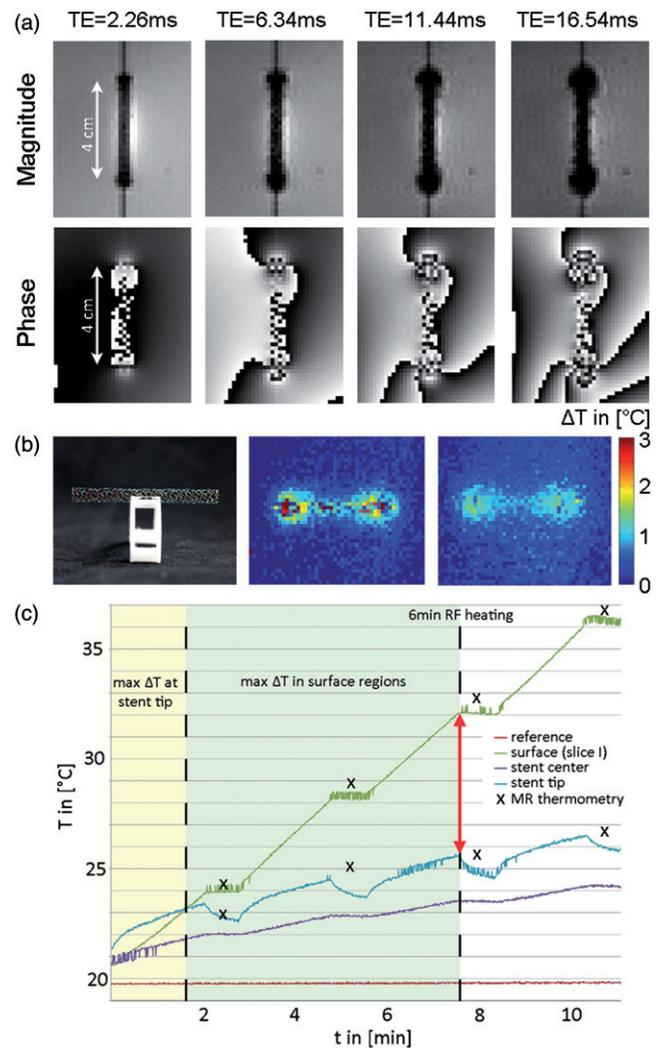 (a)
TE=2.26ms TE=6.34ms TE=11.44ms TE=16.54ms
Magnitude
4 cm
Phase
4 cm
ΔT in [°C]
(b)
3
2
1
0
(c)
6min RF heating
max ΔT at
stent tip
max ΔT in surface regions
reference
surface (slice I)
stent center
stent tip
X MR thermometry
X X X X X
X X X X
35
30
25
20
T in [°C]
2 4 6 8 10
t in [min]